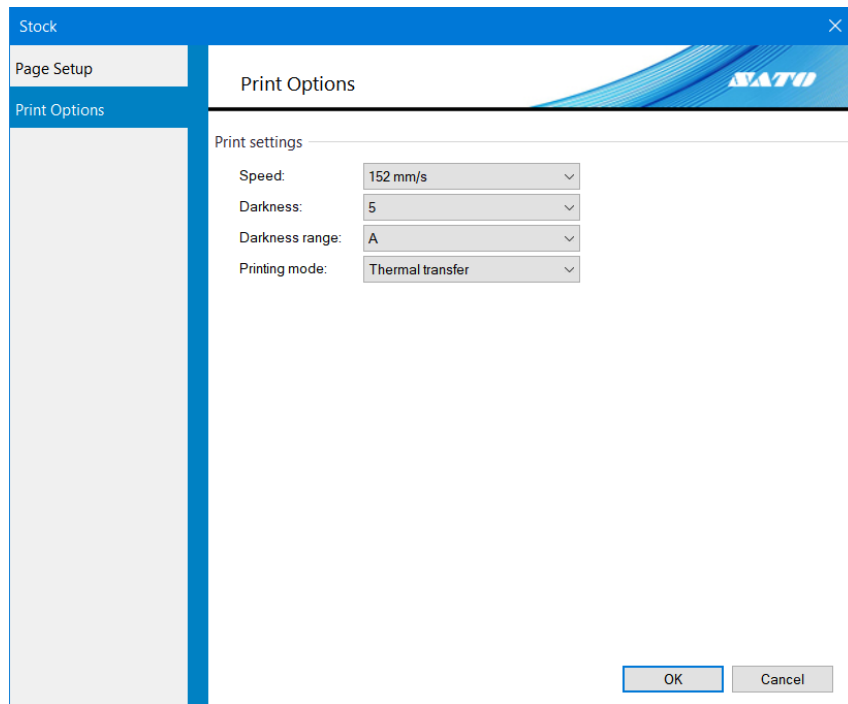 Stock
Page Setup
Print Options
Print Options
SATO
Print settings
Speed: 152 mm/s
Darkness: 5
Darkness range: A
Printing mode: Thermal transfer
OK Cancel